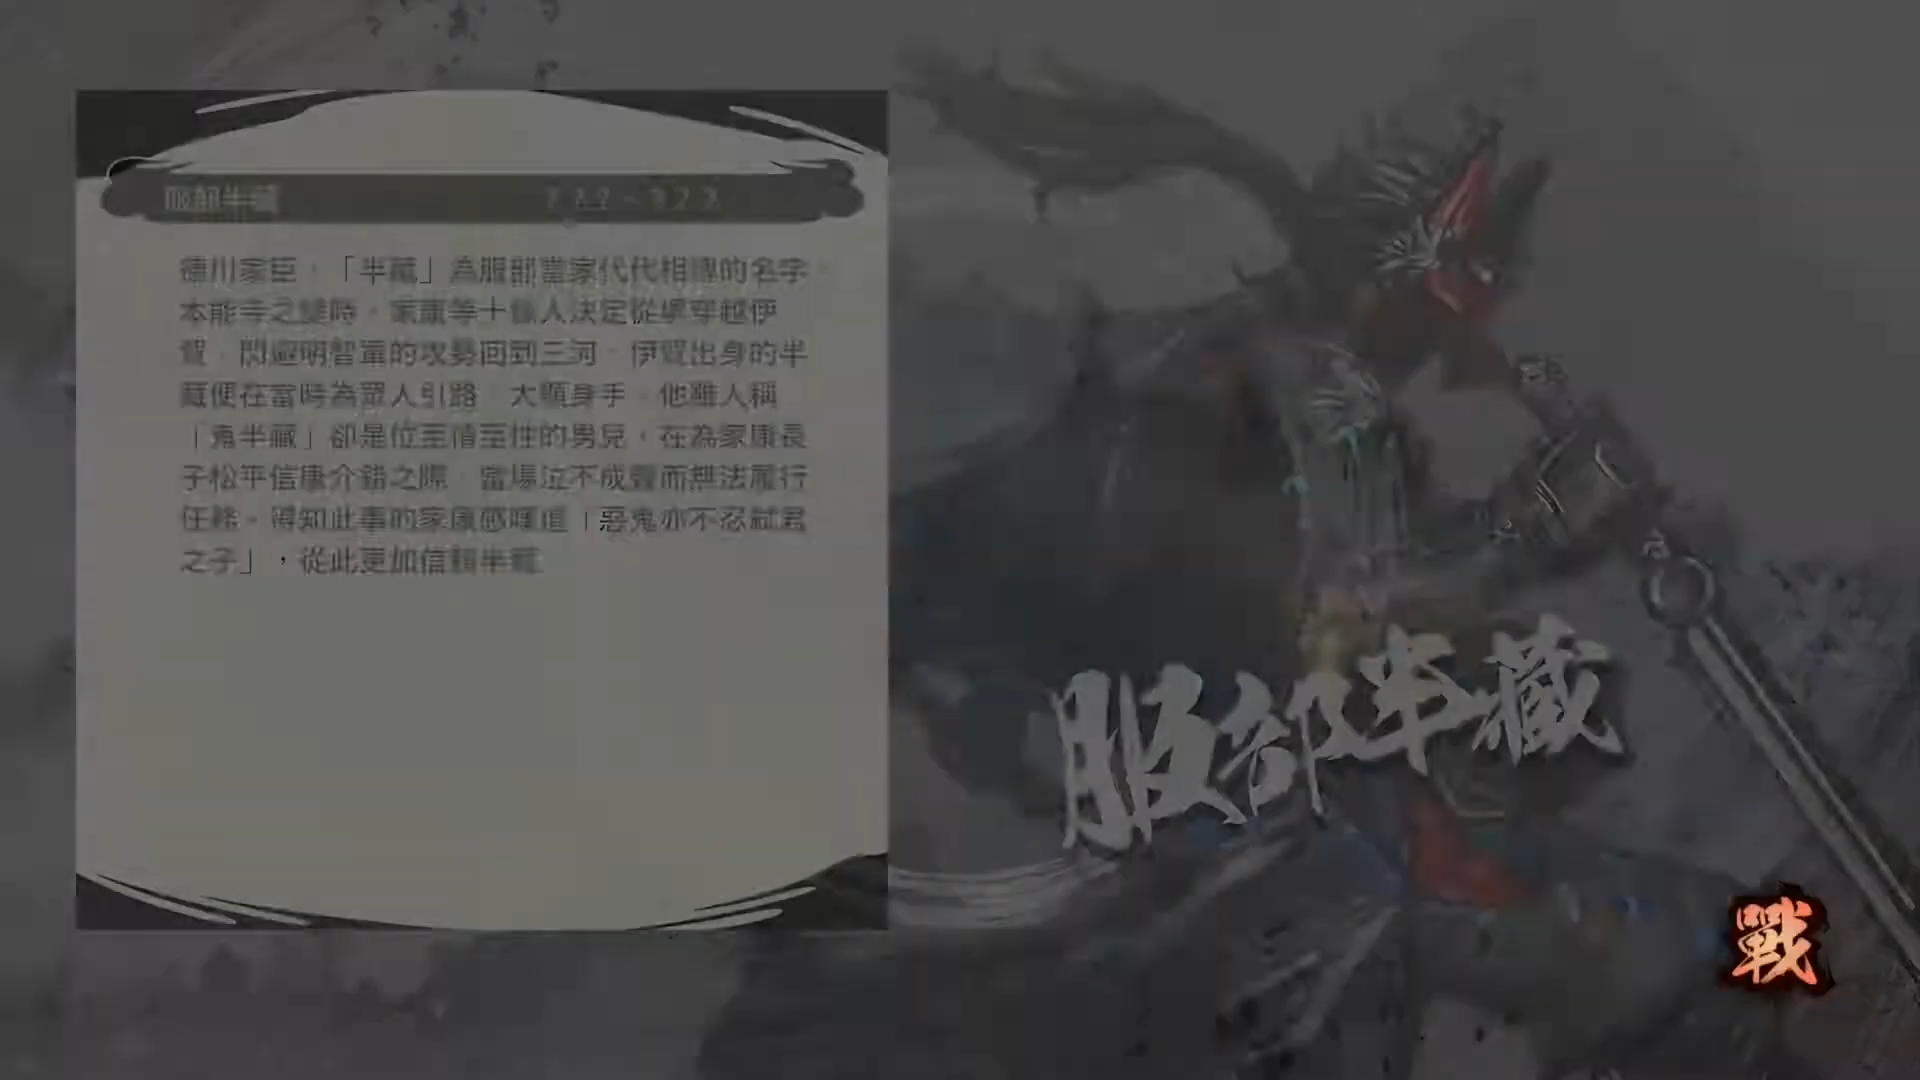 服部半藏
？？？～？？？
德川家臣，「半藏」為服部當家代代相傳的名字。
本能寺之變時，家康等十餘人決定從堺穿越伊
賀，閃避明智軍的攻勢回到三河，伊賀出身的半
藏便在當時為眾人引路，大顯身手。他雖人稱
「鬼半藏」卻是位至情至性的男兒，在為家康長
子松平信康介錯之際，當場泣不成聲而無法履行
任務。得知此事的家康感嘆道「惡鬼亦不忍弒君
之子」，從此更加信賴半藏。
服部半藏
戰